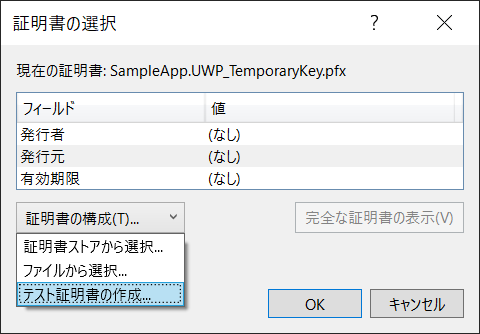 証明書の選択
? ×
現在の証明書: SampleApp.UWP_TemporaryKey.pfx
フィールド 値
発行者 (なし)
発行元 (なし)
有効期限 (なし)
証明書の構成(T)... 完全な証明書の表示(V)
証明書ストアから選択...
ファイルから選択...
テスト証明書の作成...
OK キャンセル